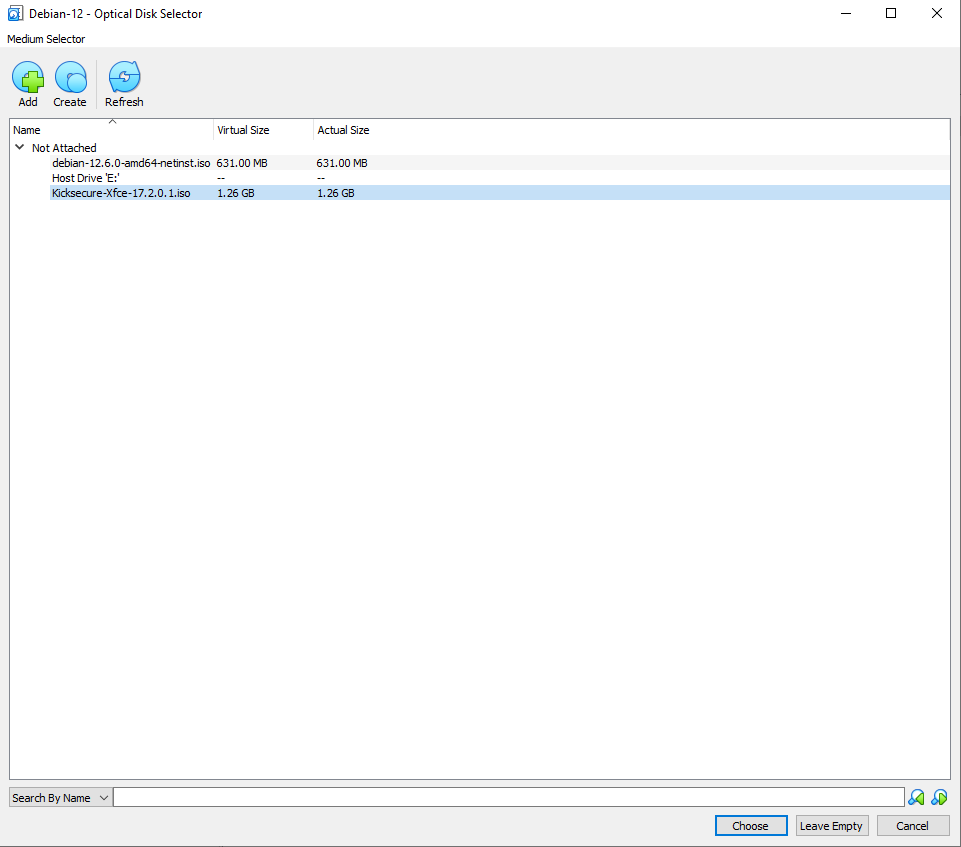 Debian-12 - Optical Disk Selector
Medium Selector
Add Create Refresh
Name Virtual Size Actual Size
Not Attached
debian-12.6.0-amd64-netinst.iso 631.00 MB 631.00 MB
Host Drive 'E:' -- --
Kicksecure-Xfce-17.2.0.1.iso 1.26 GB 1.26 GB
Search By Name
Choose Leave Empty Cancel